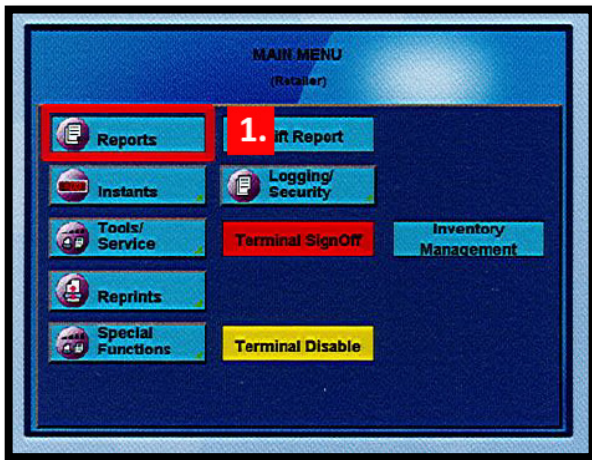 MAIN MENU
(Retailer)
Reports
1.
ift Report
Instants
Logging/
Security
Tools/
Service
Terminal SignOff
Inventory
Management
Reprints
Special
Functions
Terminal Disable